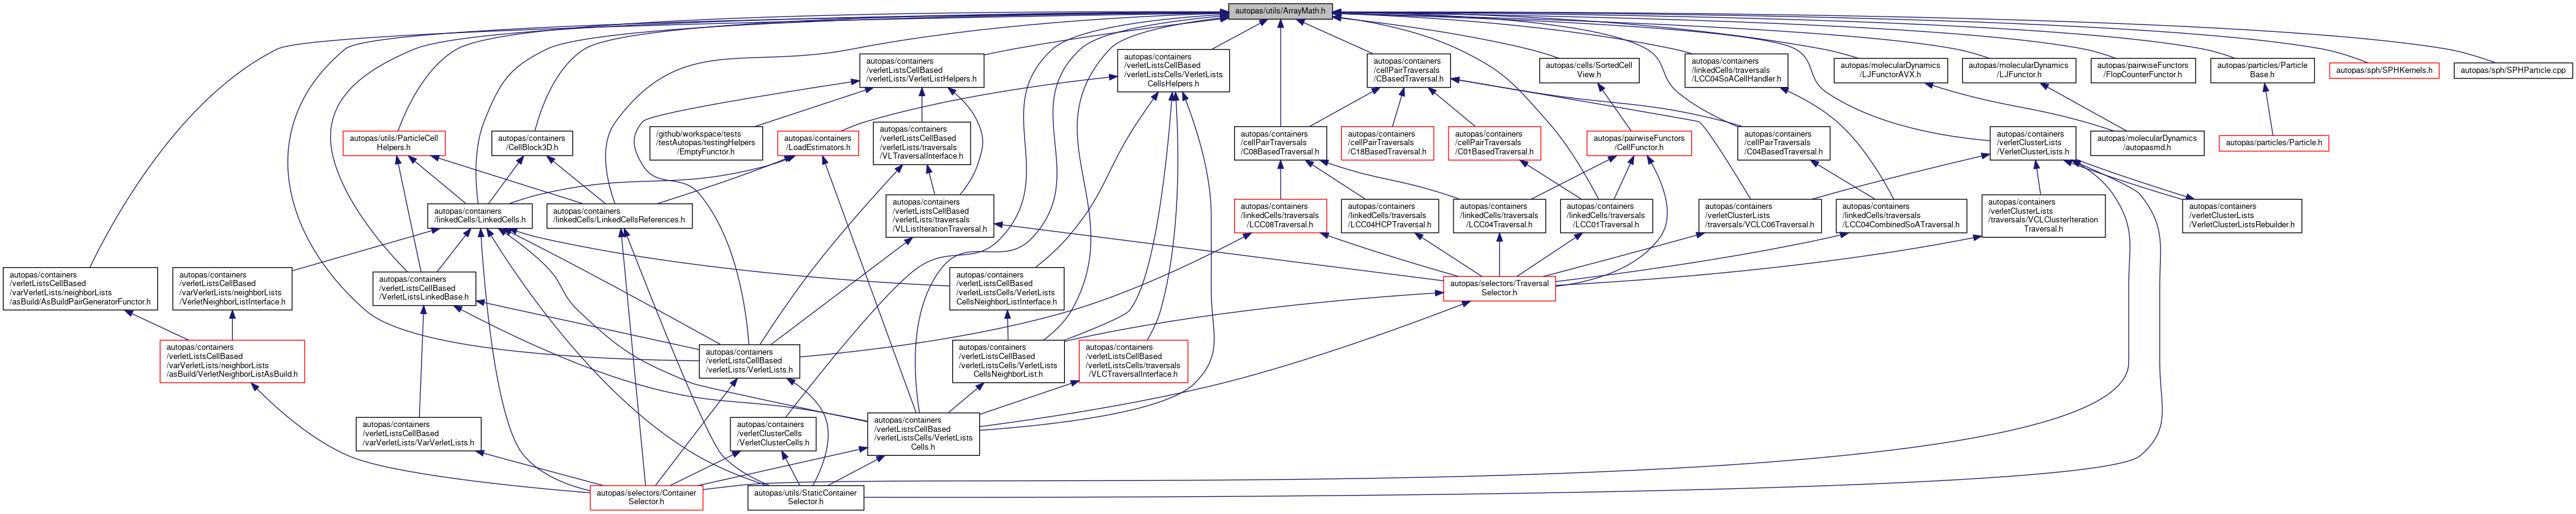 autopas/utils/ArrayMath.h
autopas/containers
/verletListsCellBased
/verletLists/VerletListHelpers.h
autopas/containers
/verletListsCellBased
/verletListsCells/VerletLists
CellsHelpers.h
autopas/containers
/cellPairTraversals
/CBasedTraversal.h
autopas/cells/SortedCell
View.h
autopas/containers
/linkedCells/traversals
/LCC04SoACellHandler.h
autopas/molecularDynamics
/LJFunctorAVX.h
autopas/molecularDynamics
/LJFunctor.h
autopas/pairwiseFunctors
/FlopCounterFunctor.h
autopas/particles/Particle
Base.h
autopas/sph/SPHKernels.h
autopas/sph/SPHParticle.cpp
autopas/utils/ParticleCell
Helpers.h
autopas/containers
/CellBlock3D.h
/github/workspace/tests
/testAutopas/testingHelpers
/EmptyFunctor.h
autopas/containers
/LoadEstimators.h
autopas/containers
/verletListsCellBased
/verletLists/traversals
/VLTraversalInterface.h
autopas/containers
/cellPairTraversals
/C08BasedTraversal.h
autopas/containers
/cellPairTraversals
/C18BasedTraversal.h
autopas/containers
/cellPairTraversals
/C01BasedTraversal.h
autopas/pairwiseFunctors
/CellFunctor.h
autopas/containers
/cellPairTraversals
/C04BasedTraversal.h
autopas/containers
/verletClusterLists
/VerletClusterLists.h
autopas/molecularDynamics
/autopasmd.h
autopas/particles/Particle.h
autopas/containers
/linkedCells/LinkedCells.h
autopas/containers
/linkedCells/LinkedCellsReferences.h
autopas/containers
/verletListsCellBased
/verletLists/traversals
/VLListIterationTraversal.h
autopas/containers
/linkedCells/traversals
/LCC08Traversal.h
autopas/containers
/linkedCells/traversals
/LCC04HCPTraversal.h
autopas/containers
/linkedCells/traversals
/LCC04Traversal.h
autopas/containers
/linkedCells/traversals
/LCC01Traversal.h
autopas/containers
/verletClusterLists
/traversals/VCLC06Traversal.h
autopas/containers
/linkedCells/traversals
/LCC04CombinedSoATraversal.h
autopas/containers
/verletClusterLists
/traversals/VCLClusterIteration
Traversal.h
autopas/containers
/verletClusterLists
/VerletClusterListsRebuilder.h
autopas/containers
/verletListsCellBased
/varVerletLists/neighborLists
/asBuild/AsBuildPairGeneratorFunctor.h
autopas/containers
/verletListsCellBased
/varVerletLists/neighborLists
/VerletNeighborListInterface.h
autopas/containers
/verletListsCellBased
/VerletListsLinkedBase.h
autopas/containers
/verletListsCellBased
/verletListsCells/VerletLists
CellsNeighborListInterface.h
autopas/selectors/Traversal
Selector.h
autopas/containers
/verletListsCellBased
/varVerletLists/neighborLists
/asBuild/VerletNeighborListAsBuild.h
autopas/containers
/verletListsCellBased
/verletLists/VerletLists.h
autopas/containers
/verletListsCellBased
/verletListsCells/VerletLists
CellsNeighborList.h
autopas/containers
/verletListsCellBased
/verletListsCells/traversals
/VLCTraversalInterface.h
autopas/containers
/verletListsCellBased
/varVerletLists/VarVerletLists.h
autopas/containers
/verletClusterCells
/VerletClusterCells.h
autopas/containers
/verletListsCellBased
/verletListsCells/VerletLists
Cells.h
autopas/selectors/Container
Selector.h
autopas/utils/StaticContainer
Selector.h